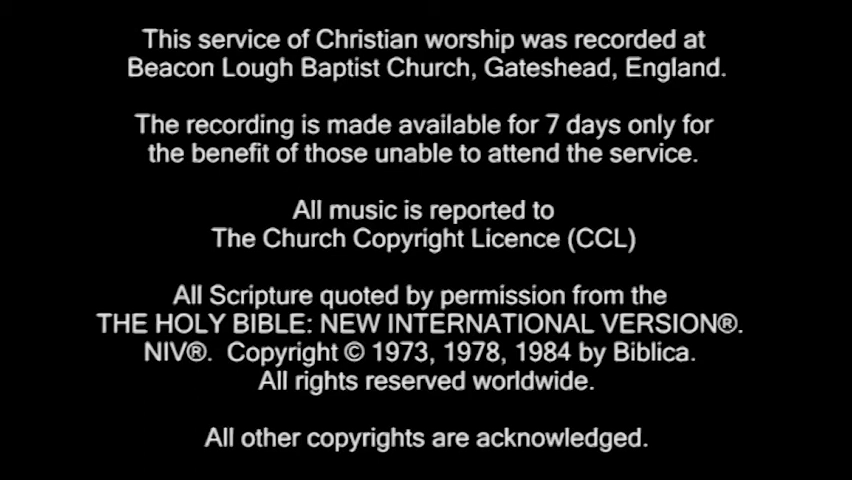 This service of Christian worship was recorded at
Beacon Lough Baptist Church, Gateshead, England.
The recording is made available for 7 days only for
the benefit of those unable to attend the service.
All music is reported to
The Church Copyright Licence (CCL)
All Scripture quoted by permission from the
THE HOLY BIBLE: NEW INTERNATIONAL VERSION®.
NIV®.  Copyright © 1973, 1978, 1984 by Biblica.
All rights reserved worldwide.
All other copyrights are acknowledged.